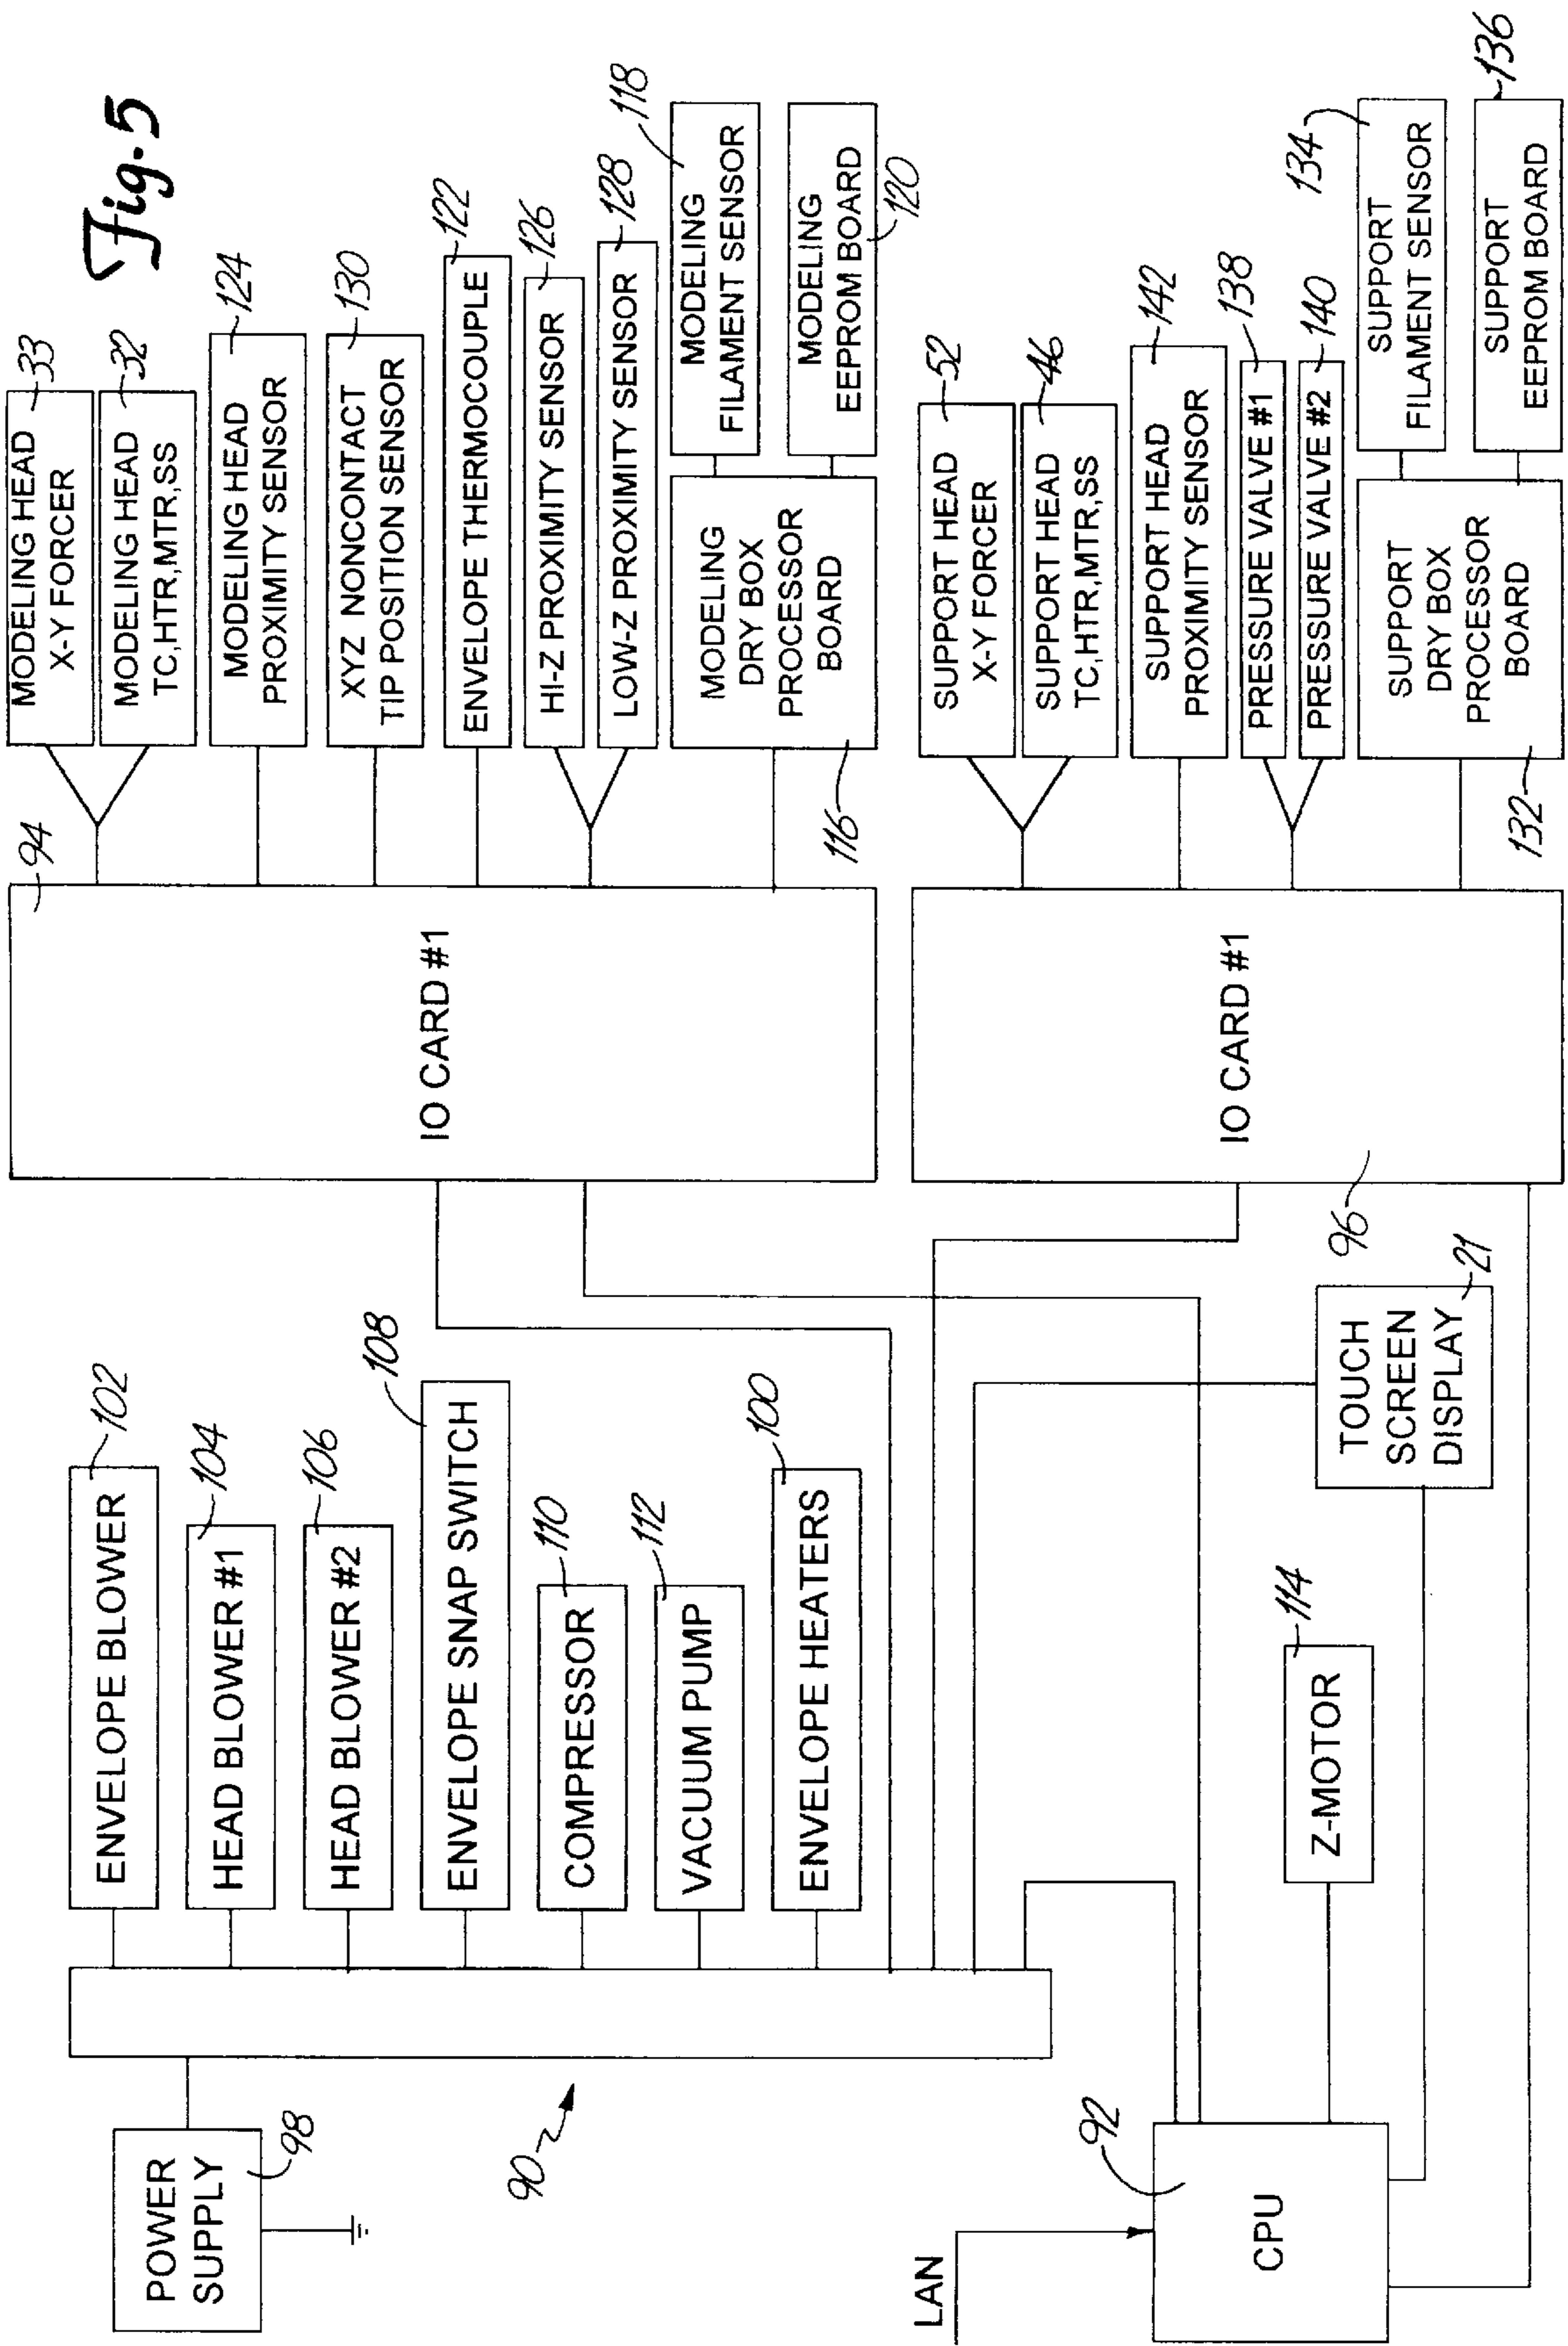 Fig. 5
POWER
SUPPLY
98
90
ENVELOPE BLOWER
102
HEAD BLOWER #1
104
HEAD BLOWER #2
106
ENVELOPE SNAP SWITCH
108
COMPRESSOR
110
VACUUM PUMP
112
ENVELOPE HEATERS
100
LAN
CPU
92
Z-MOTOR
114
TOUCH
SCREEN
DISPLAY
21
IO CARD #1
94
IO CARD #1
96
MODELING HEAD
X-Y FORCER
33
MODELING HEAD
TC,HTR,MTR,SS
32
MODELING HEAD
PROXIMITY SENSOR
124
XYZ NONCONTACT
TIP POSITION SENSOR
130
ENVELOPE THERMOCOUPLE
122
HI-Z PROXIMITY SENSOR
126
LOW-Z PROXIMITY SENSOR
128
MODELING
DRY BOX
PROCESSOR
BOARD
116
MODELING
FILAMENT SENSOR
118
MODELING
EEPROM BOARD
120
SUPPORT HEAD
X-Y FORCER
52
SUPPORT HEAD
TC,HTR,MTR,SS
46
SUPPORT HEAD
PROXIMITY SENSOR
142
PRESSURE VALVE #1
138
PRESSURE VALVE #2
140
SUPPORT
DRY BOX
PROCESSOR
BOARD
132
SUPPORT
FILAMENT SENSOR
134
SUPPORT
EEPROM BOARD
136